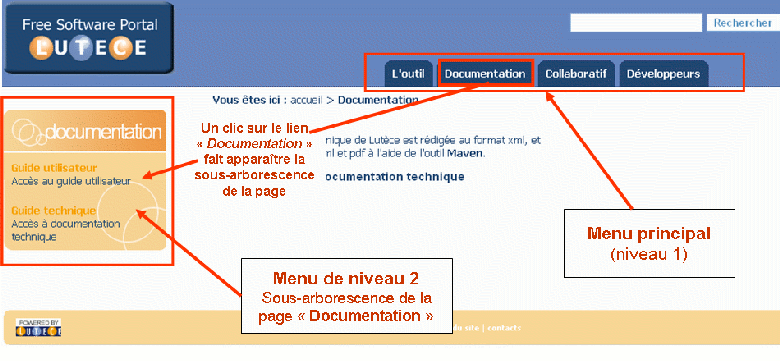 Free Software Portal
LUTECE
Rechercher
L'outil
Documentation
Collaboratif
Développeurs
Vous êtes ici : accueil > Documentation
documentation
Guide utilisateur
Accès au guide utilisateur
Guide technique
Accès à documentation
technique
Un clic sur le lien
« Documentation »
fait apparaître la
sous-arborescence
de la page
nique de Lutèce est rédigée au format xml, et
ml et pdf à l'aide de l'outil Maven.
ocumentation technique
Menu principal
(niveau 1)
Menu de niveau 2
Sous-arborescence de la
page « Documentation »
POWERED BY
LUTECE
du site | contacts